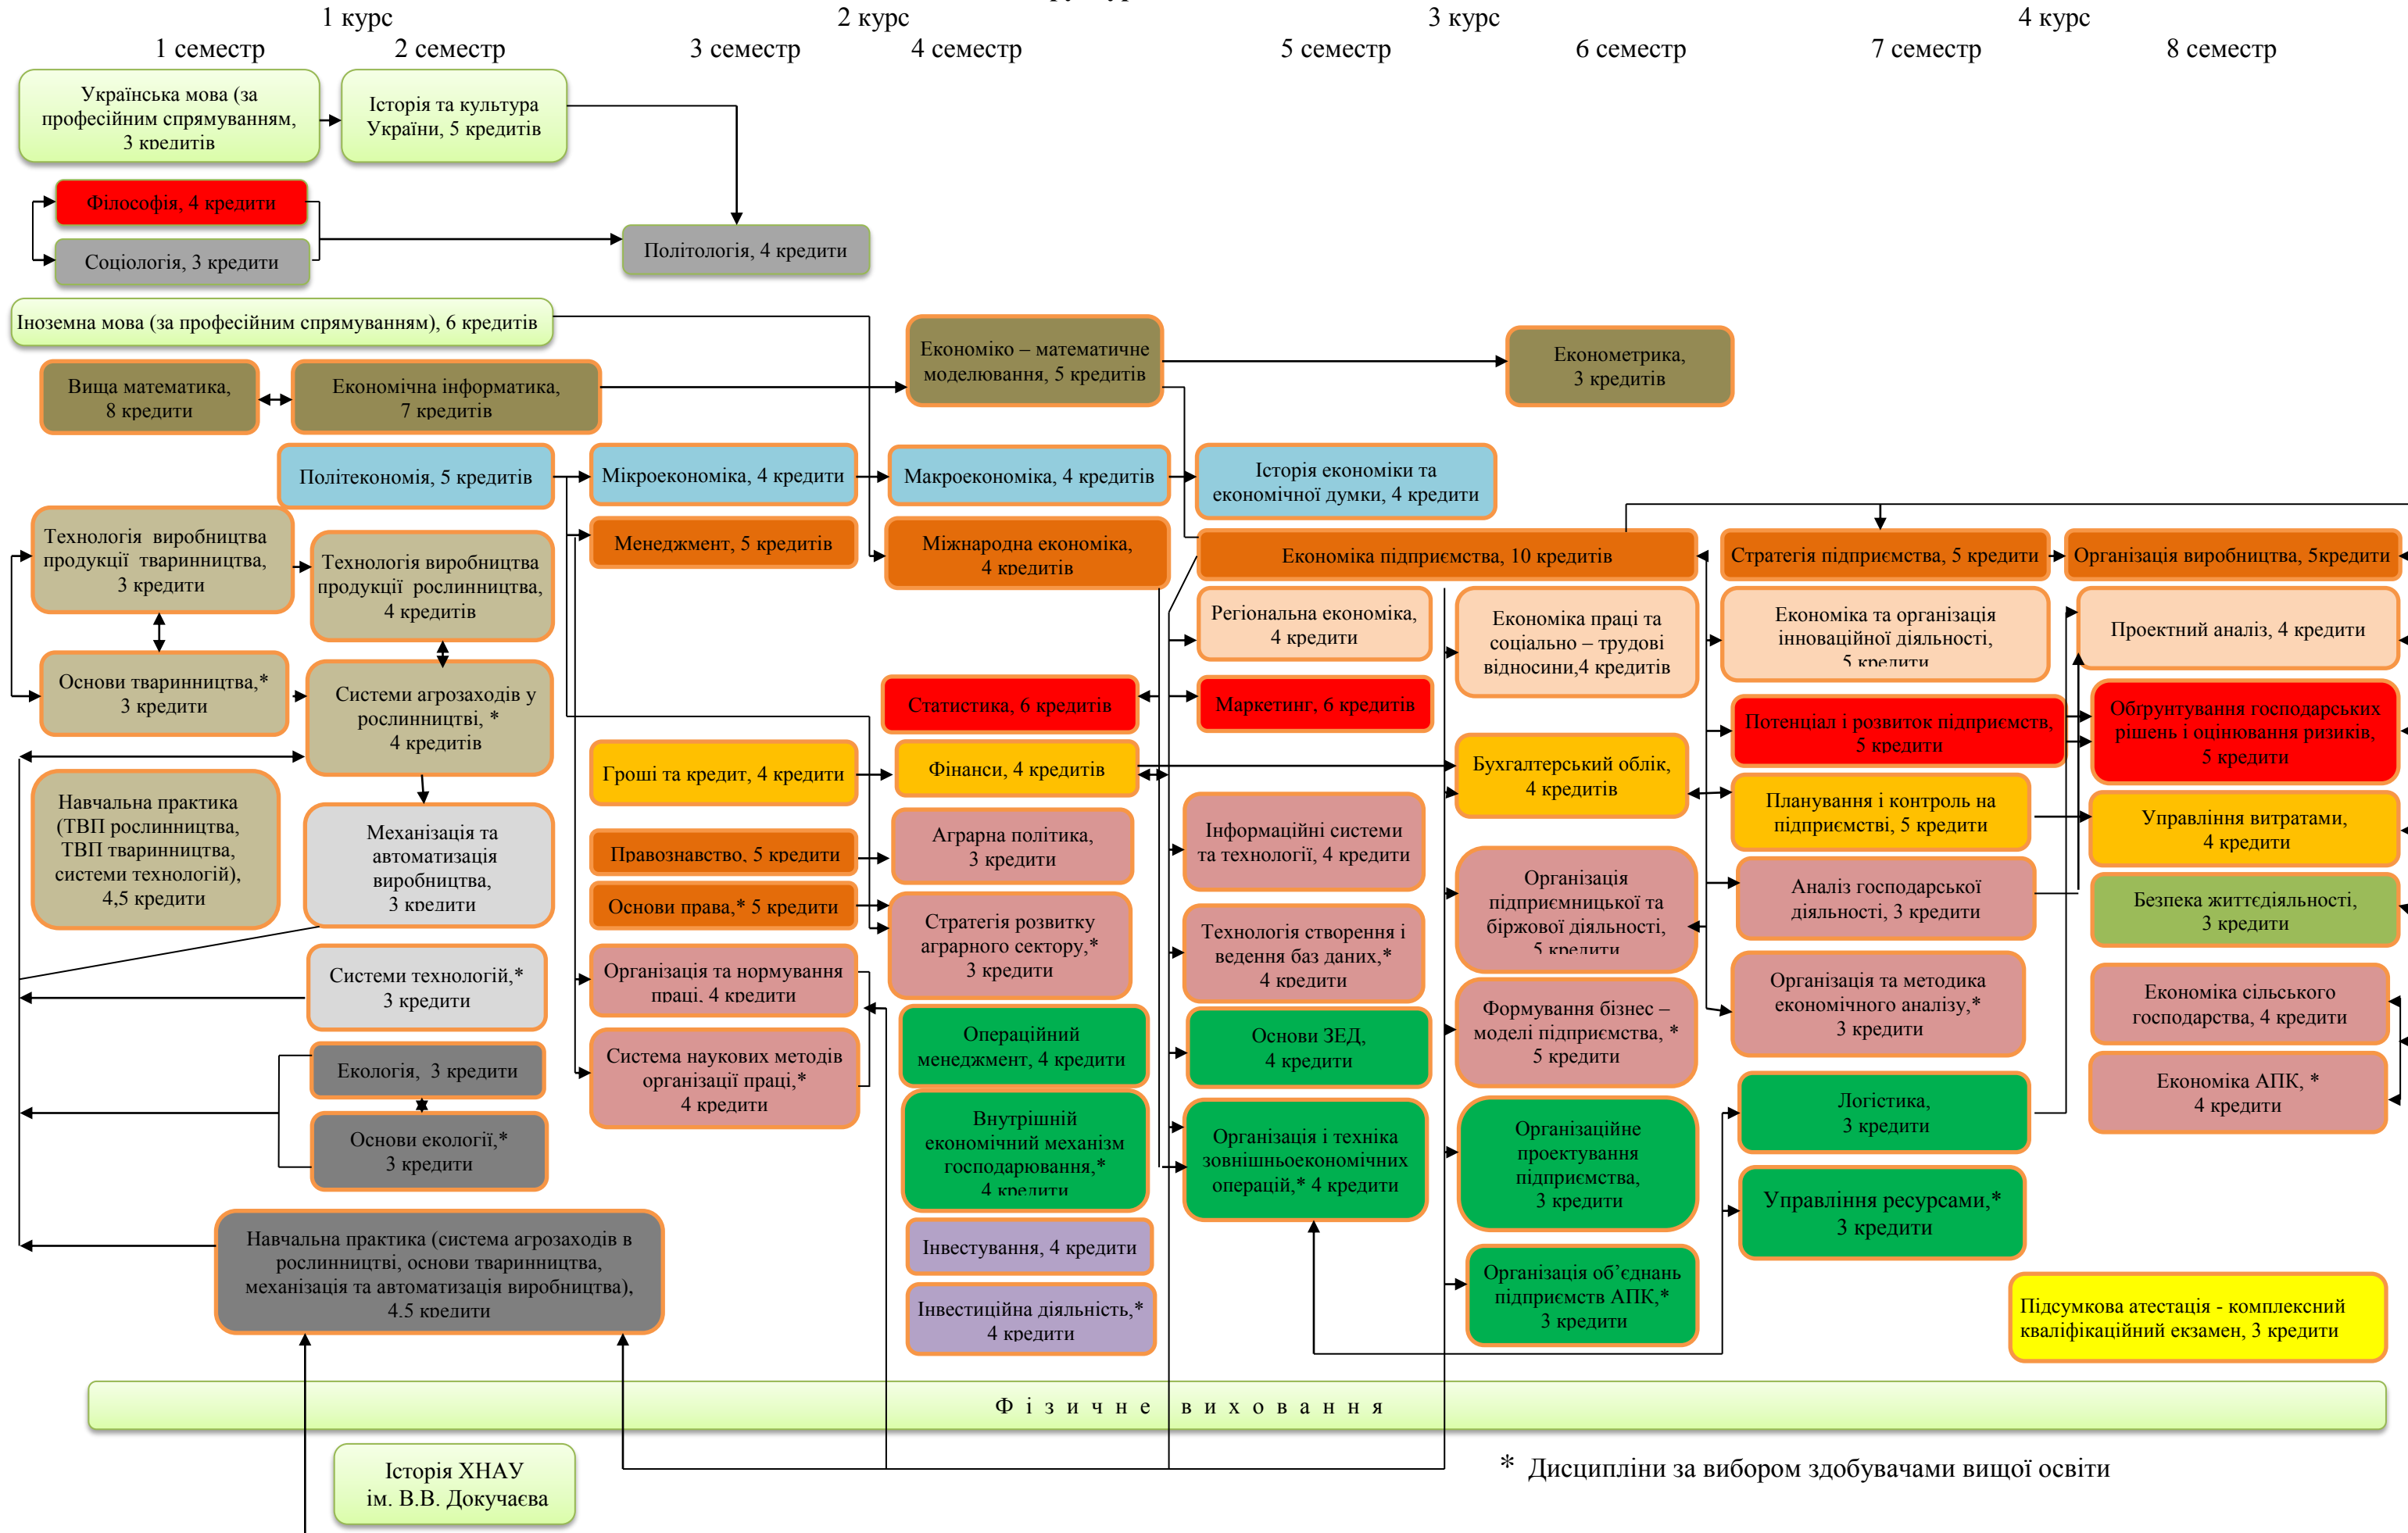 1 курс
2 курс
3 курс
4 курс
1 семестр
2 семестр
3 семестр
4 семестр
5 семестр
6 семестр
7 семестр
8 семестр
Українська мова (за
професійним спрямуванням,
3 кредитів
Історія та культура
України, 5 кредитів
Філософія, 4 кредити
Соціологія, 3 кредити
Політологія, 4 кредити
Іноземна мова (за професійним спрямуванням), 6 кредитів
Вища математика,
8 кредити
Економічна інформатика,
7 кредитів
Економіко – математичне
моделювання, 5 кредитів
Економетрика,
3 кредитів
Політекономія, 5 кредитів
Мікроекономіка, 4 кредити
Макроекономіка, 4 кредитів
Історія економіки та
економічної думки, 4 кредити
Технологія виробництва
продукції тваринництва,
3 кредити
Технологія виробництва
продукції рослинництва,
4 кредитів
Менеджмент, 5 кредитів
Міжнародна економіка,
4 кредитів
Економіка підприємства, 10 кредитів
Стратегія підприємства, 5 кредити
Організація виробництва, 5кредити
Основи тваринництва,*
3 кредити
Системи агрозаходів у
рослинництві, *
4 кредитів
Регіональна економіка,
4 кредити
Економіка праці та
соціально – трудові
відносини,4 кредитів
Економіка та організація
інноваційної діяльності,
5 кредити
Проектний аналіз, 4 кредити
Статистика, 6 кредитів
Маркетинг, 6 кредитів
Потенціал і розвиток підприємств,
5 кредити
Обґрунтування господарських
рішень і оцінювання ризиків,
5 кредити
Навчальна практика
(ТВП рослинництва,
ТВП тваринництва,
системи технологій),
4,5 кредити
Механізація та
автоматизація
виробництва,
3 кредити
Гроші та кредит, 4 кредити
Фінанси, 4 кредитів
Бухгалтерський облік,
4 кредитів
Планування і контроль на
підприємстві, 5 кредити
Управління витратами,
4 кредити
Правознавство, 5 кредити
Аграрна політика,
3 кредити
Інформаційні системи
та технології, 4 кредити
Організація
підприємницької та
біржової діяльності,
5 кредити
Аналіз господарської
діяльності, 3 кредити
Безпека життєдіяльності,
3 кредити
Основи права,* 5 кредити
Стратегія розвитку
аграрного сектору,*
3 кредити
Технологія створення і
ведення баз даних,*
4 кредити
Системи технологій,*
3 кредити
Організація та нормування
праці, 4 кредити
Формування бізнес –
моделі підприємства, *
5 кредити
Організація та методика
економічного аналізу,*
3 кредити
Економіка сільського
господарства, 4 кредити
Екологія, 3 кредити
Система наукових методів
організації праці,*
4 кредити
Операційний
менеджмент, 4 кредити
Основи ЗЕД,
4 кредити
Економіка АПК, *
4 кредити
Основи екології,*
3 кредити
Внутрішній
економічний механізм
господарювання,*
4 кредити
Організація і техніка
зовнішньоекономічних
операцій,* 4 кредити
Організаційне
проектування
підприємства,
3 кредити
Логістика,
3 кредити
Управління ресурсами,*
3 кредити
Навчальна практика (система агрозаходів в
рослинництві, основи тваринництва,
механізація та автоматизація виробництва),
4.5 кредити
Інвестування, 4 кредити
Інвестиційна діяльність,*
4 кредити
Організація об’єднань
підприємств АПК,*
3 кредити
Підсумкова атестація - комплексний
кваліфікаційний екзамен, 3 кредити
Ф і з и ч н е в и х о в а н н я
Історія ХНАУ
ім. В.В. Докучаєва
* Дисципліни за вибором здобувачами вищої освіти